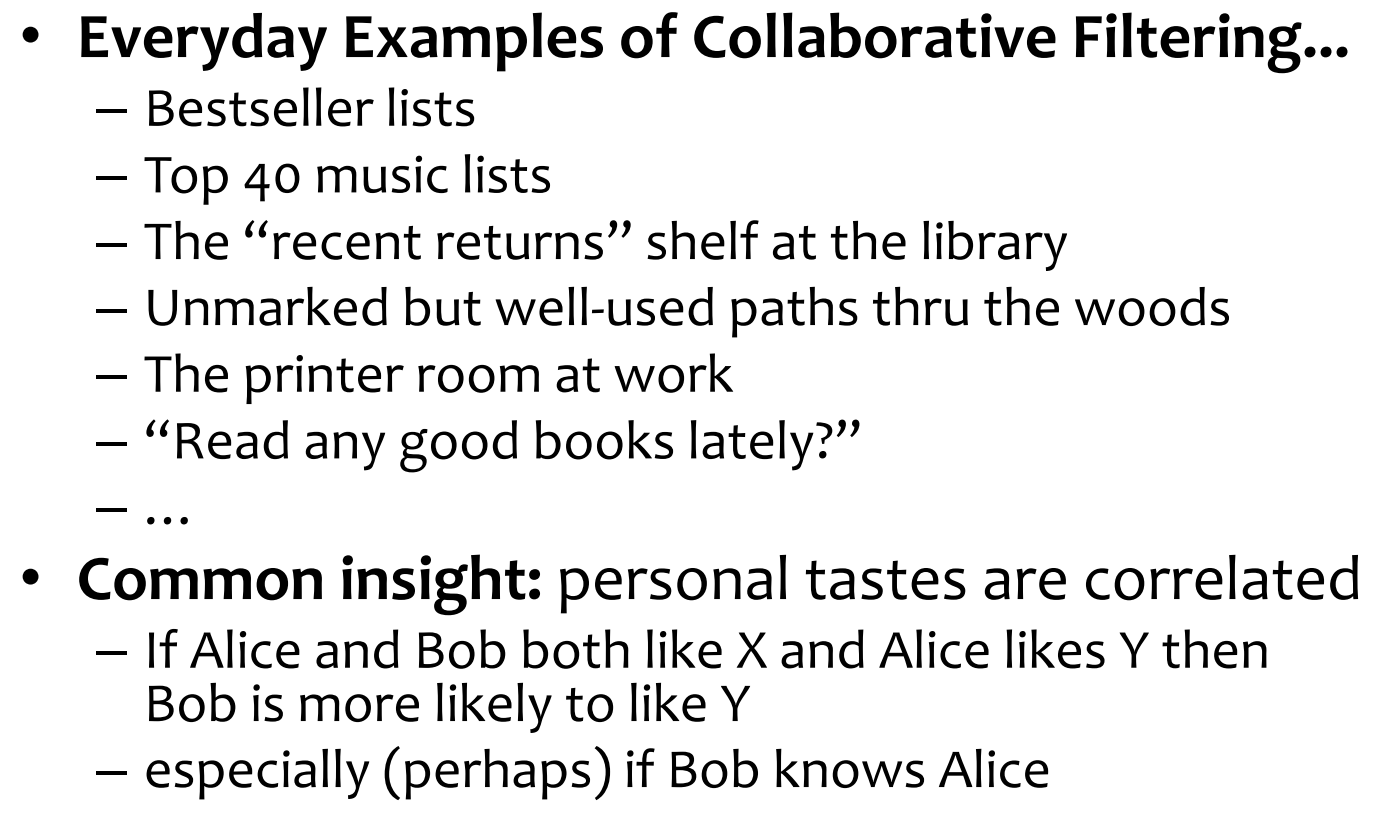 • Everyday Examples of Collaborative Filtering...
– Bestseller lists
– Top 40 music lists
– The “recent returns” shelf at the library
– Unmarked but well-used paths thru the woods
– The printer room at work
– “Read any good books lately?”
– …
• Common insight: personal tastes are correlated
– If Alice and Bob both like X and Alice likes Y then
Bob is more likely to like Y
– especially (perhaps) if Bob knows Alice